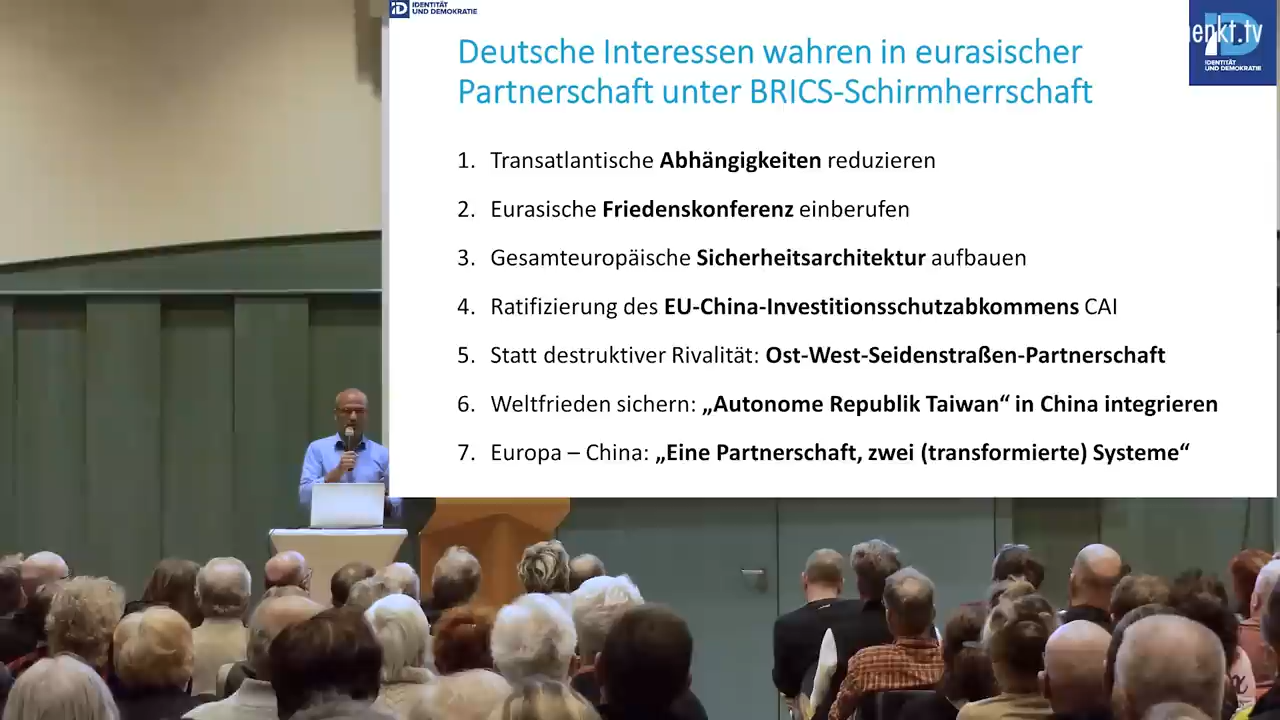 IDENTITÄT
UND DEMOKRATIE
enkt.tv
IDENTITÄT
UND DEMOKRATIE
Deutsche Interessen wahren in eurasischer
Partnerschaft unter BRICS-Schirmherrschaft
1. Transatlantische Abhängigkeiten reduzieren
2. Eurasische Friedenskonferenz einberufen
3. Gesamteuropäische Sicherheitsarchitektur aufbauen
4. Ratifizierung des EU-China-Investitionsschutzabkommens CAI
5. Statt destruktiver Rivalität: Ost-West-Seidenstraßen-Partnerschaft
6. Weltfrieden sichern: „Autonome Republik Taiwan“ in China integrieren
7. Europa – China: „Eine Partnerschaft, zwei (transformierte) Systeme“